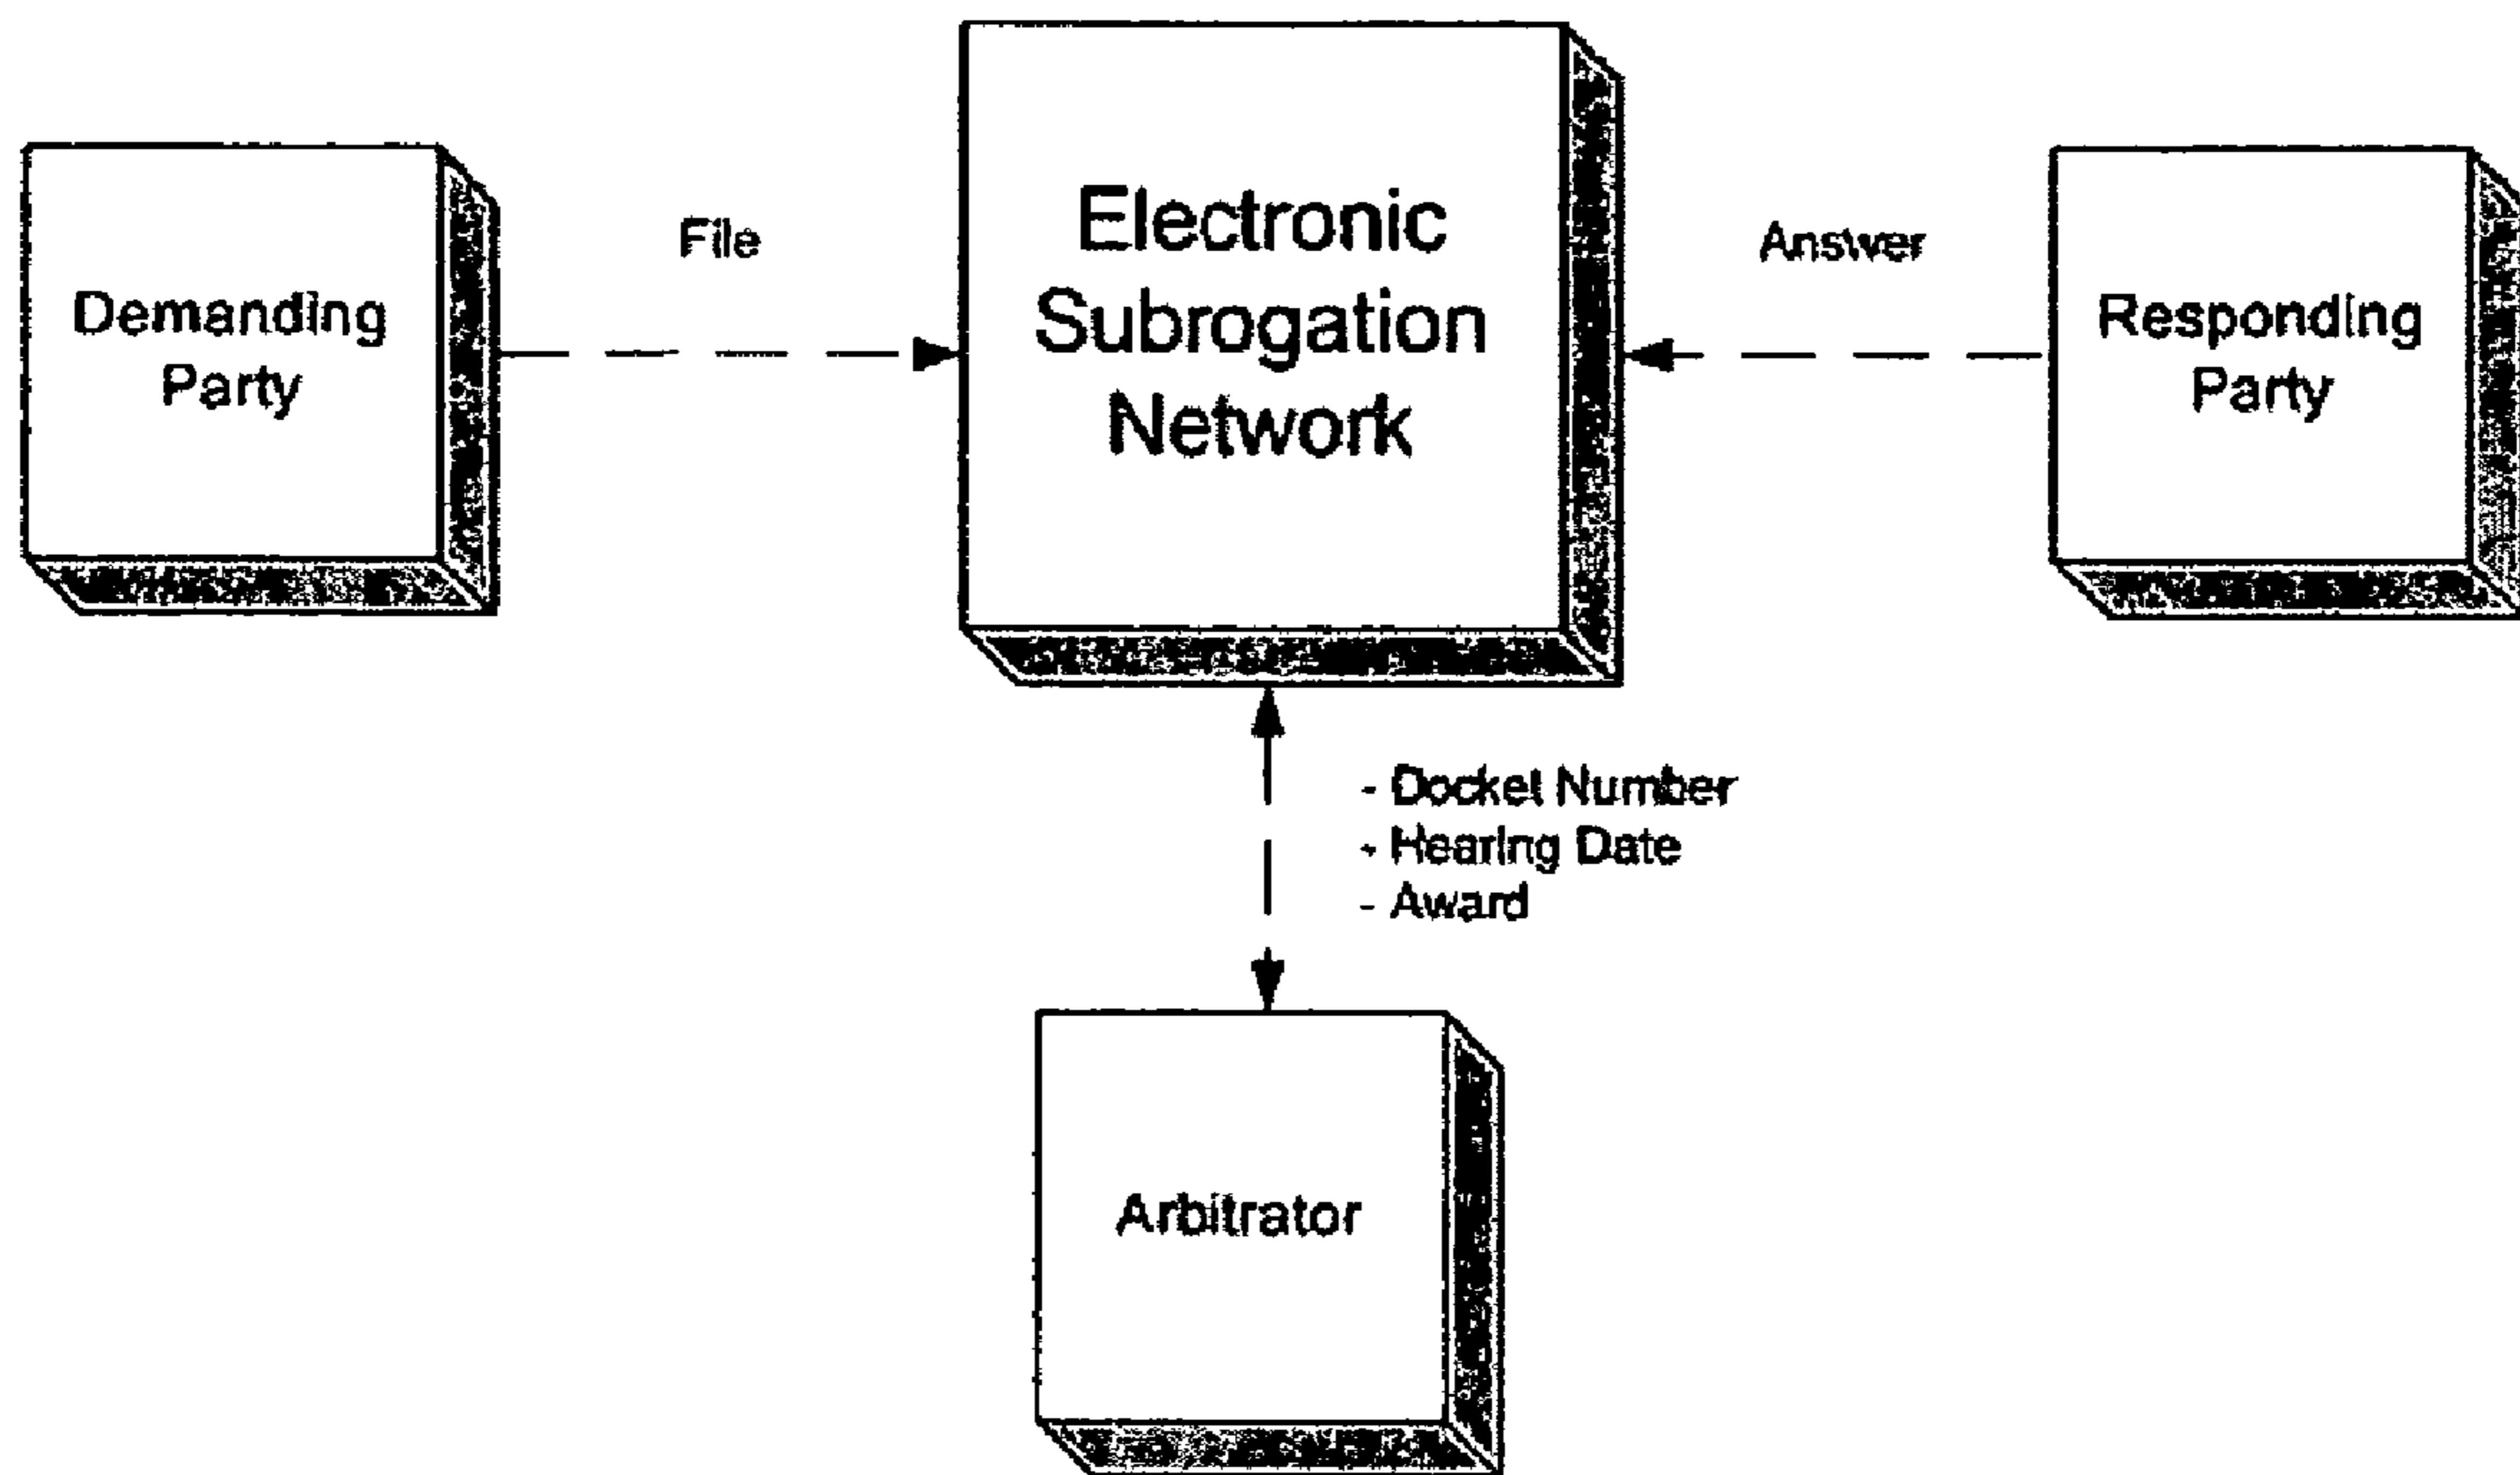 Demanding
Party
File
Electronic
Subrogation
Network
Answer
Responding
Party
- Docket Number
- Hearing Date
- Award
Arbitrator